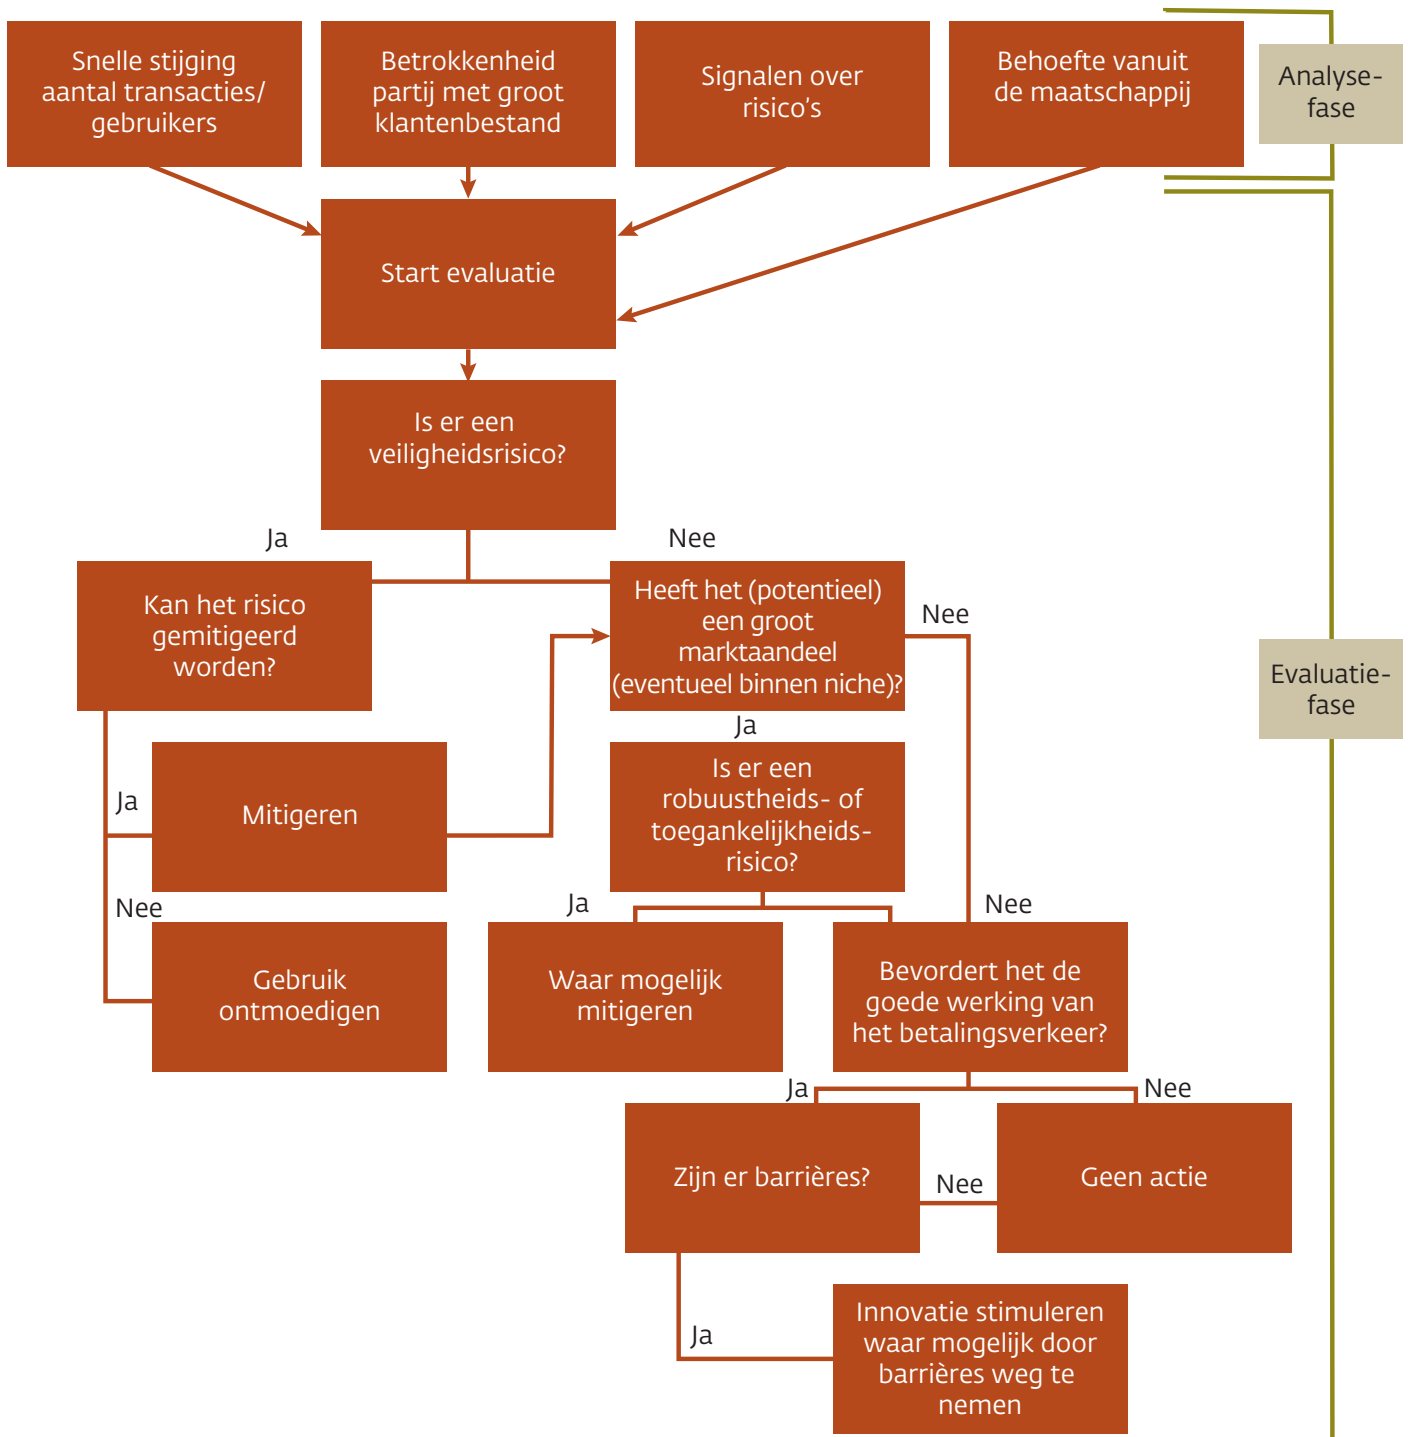 Snelle stijging
aantal transacties/
gebruikers
Betrokkenheid
partij met groot
klantenbestand
Signalen over
risico's
Behoefte vanuit
de maatschappij
Analyse-
fase
Start evaluatie
Is er een
veiligheidsrisico?
Ja
Nee
Kan het risico
gemitigeerd
worden?
Heeft het (potentieel)
een groot
marktaandeel
(eventueel binnen niche)?
Nee
Evaluatie-
fase
Ja
Ja
Mitigeren
Is er een
robuustheids- of
toegankelijkheids-
risico?
Nee
Ja
Nee
Gebruik
ontmoedigen
Waar mogelijk
mitigeren
Bevordert het de
goede werking van
het betalingsverkeer?
Ja
Nee
Zijn er barrières?
Nee
Geen actie
Ja
Innovatie stimuleren
waar mogelijk door
barrières weg te
nemen